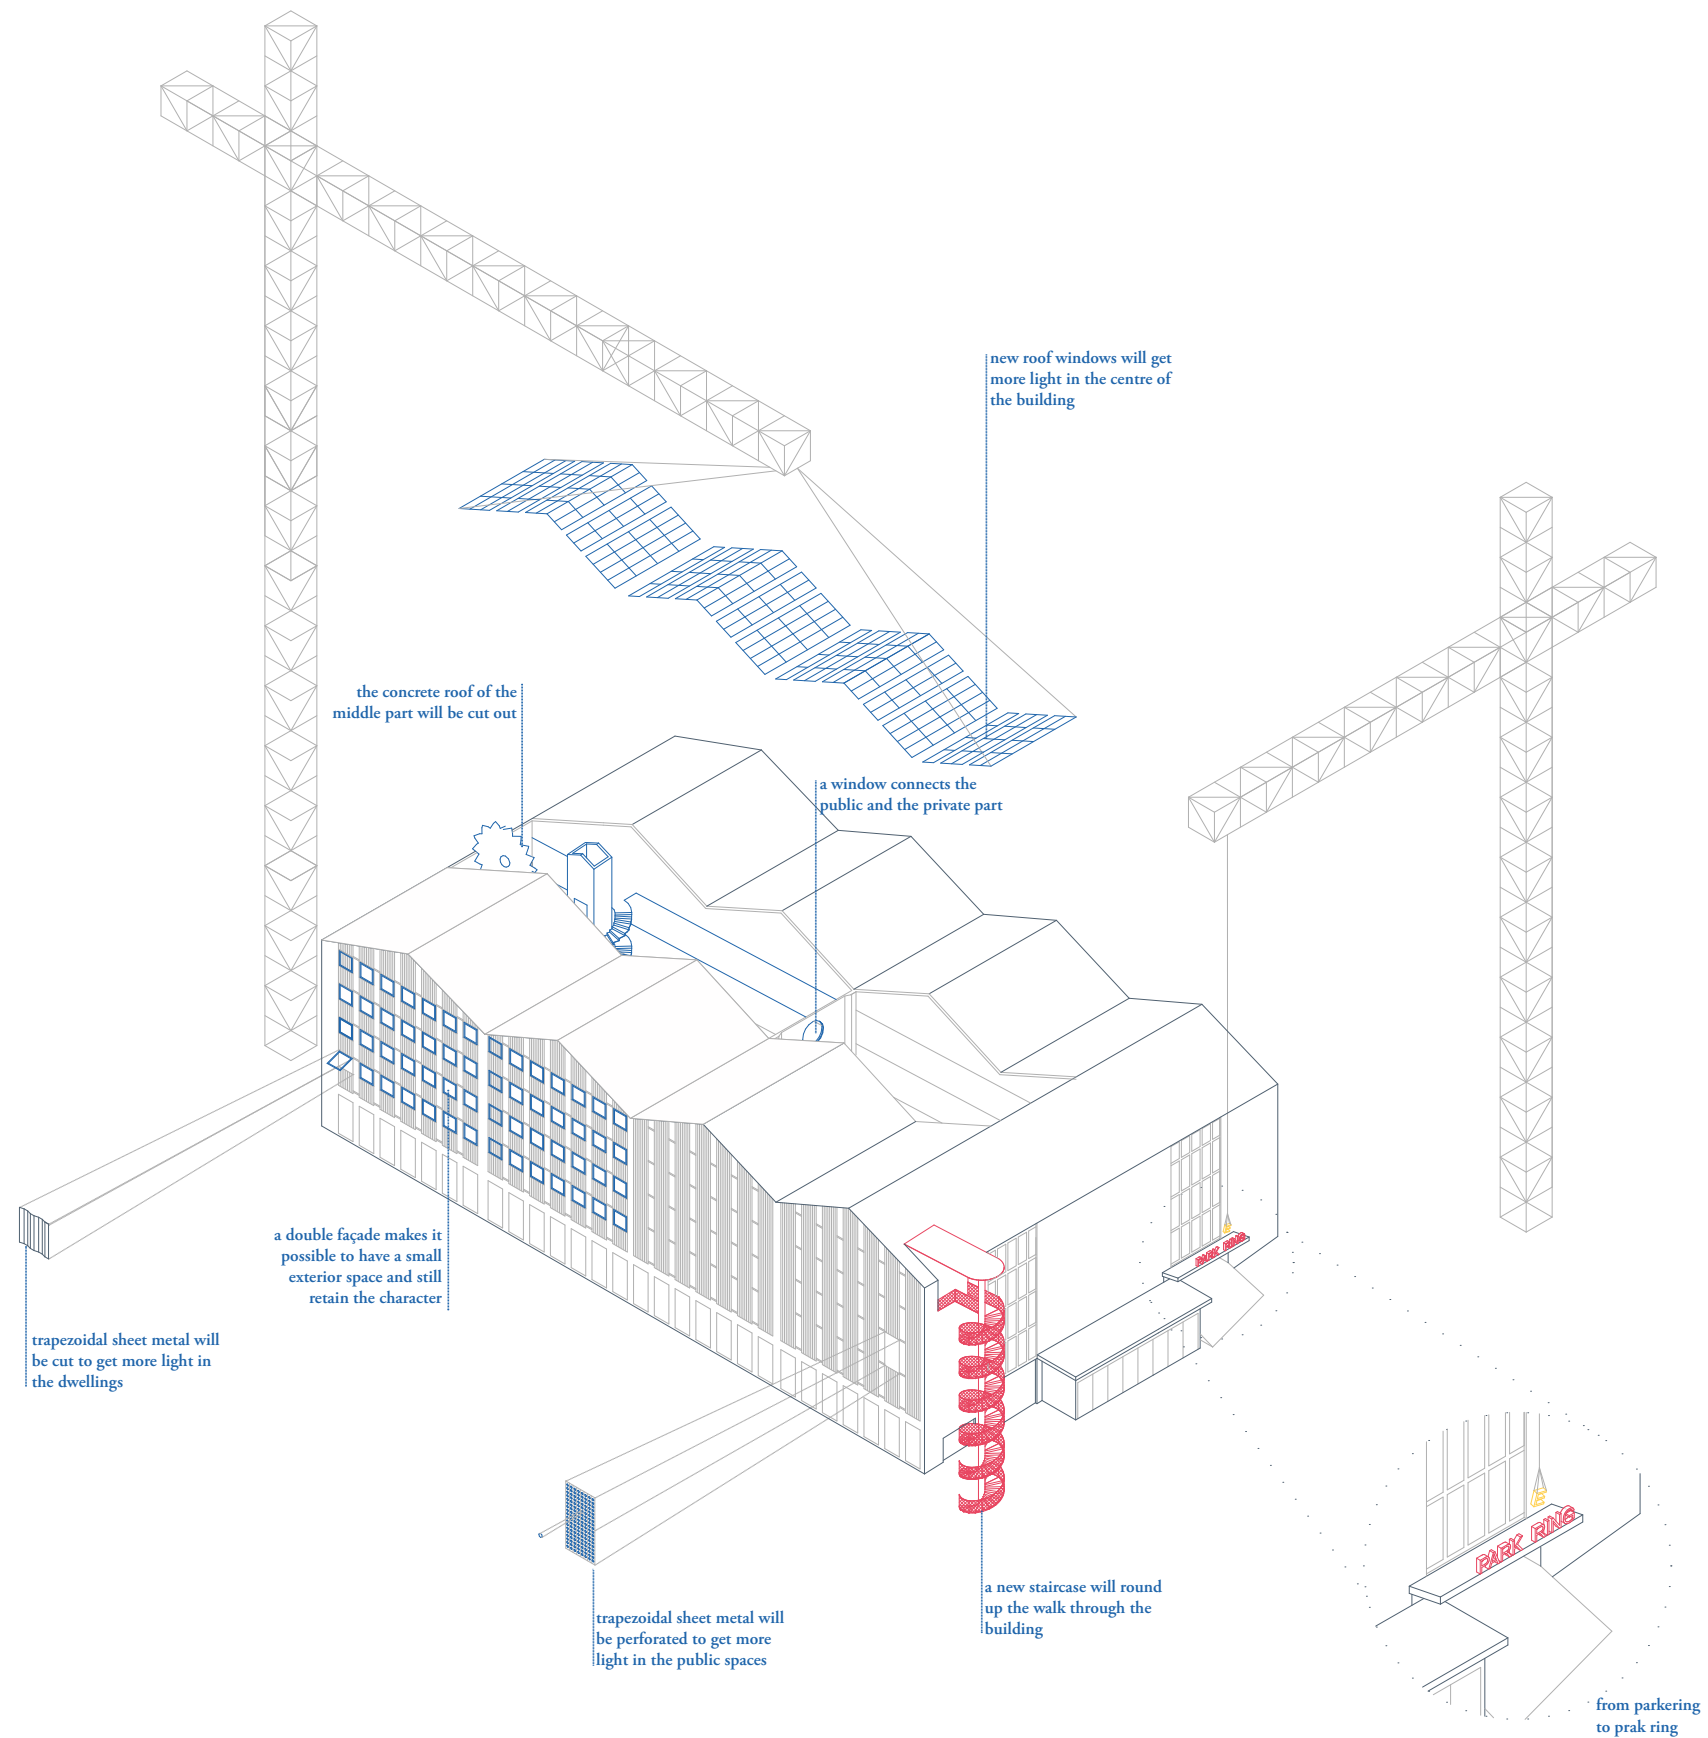 new roof windows will get
more light in the centre of
the building
the concrete roof of the
middle part will be cut out
a window connects the
public and the private part
a double façade makes it
possible to have a small
exterior space and still
retain the character
trapezoidal sheet metal will
be cut to get more light in
the dwellings
PARK RING
E
trapezoidal sheet metal will
be perforated to get more
light in the public spaces
a new staircase will round
up the walk through the
building
E
PARK RING
from parkering
to prak ring